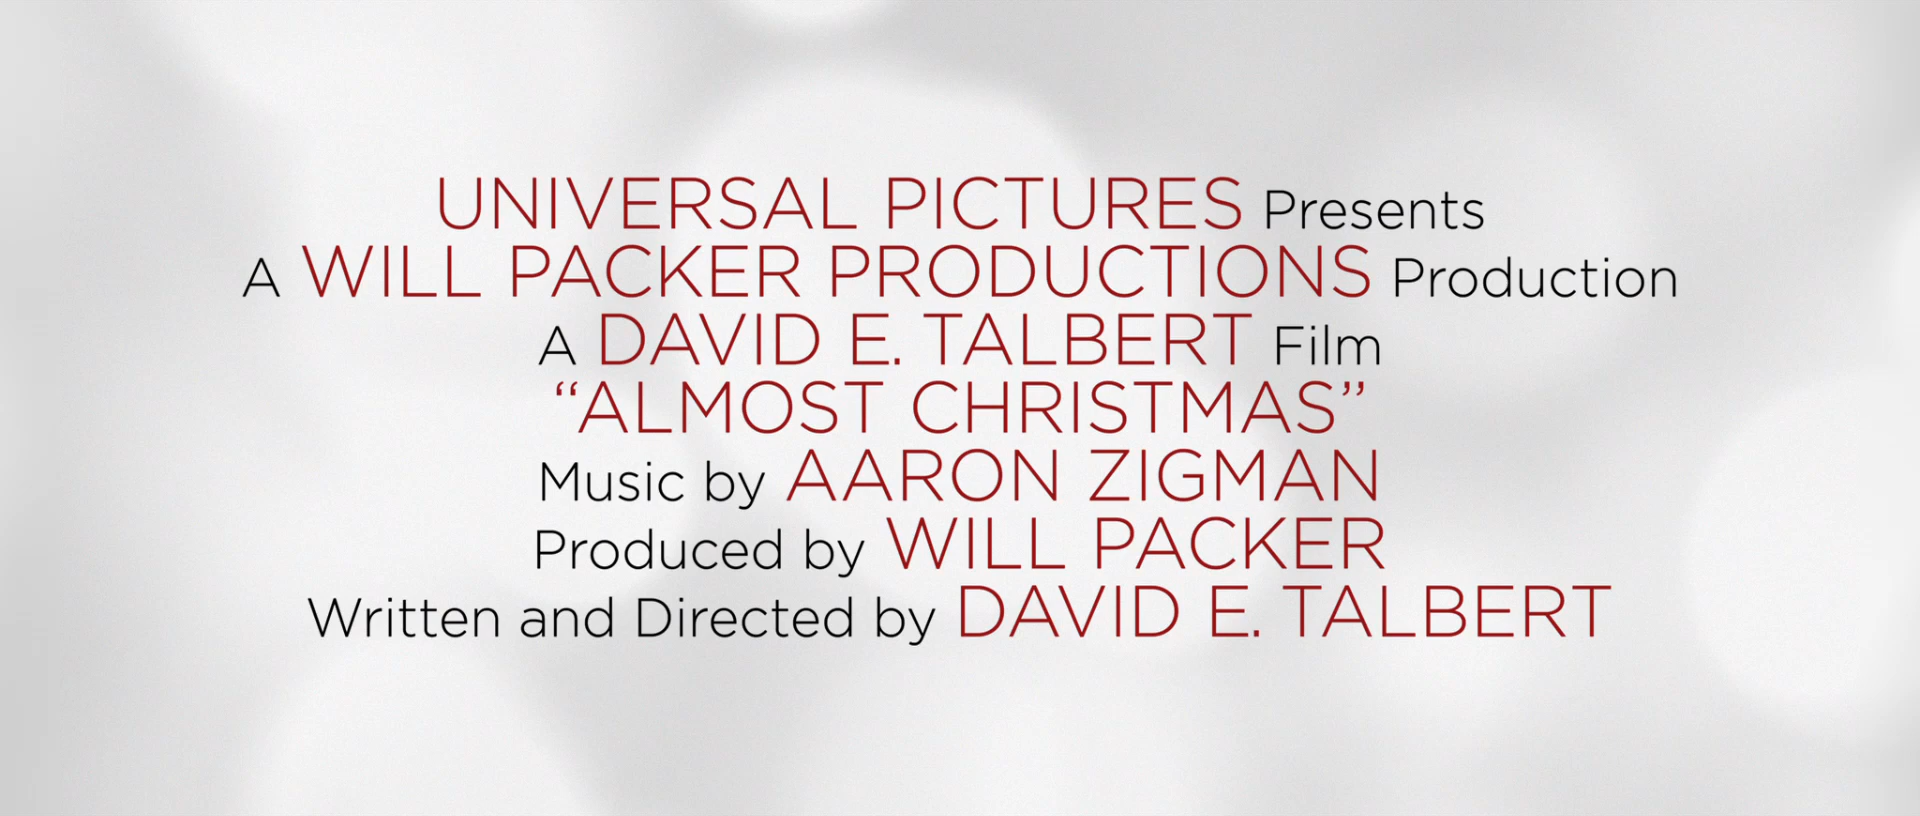 UNIVERSAL PICTURES Presents
A WILL PACKER PRODUCTIONS Production
A DAVID E. TALBERT Film
“ALMOST CHRISTMAS”
Music by AARON ZIGMAN
Produced by WILL PACKER
Written and Directed by DAVID E. TALBERT